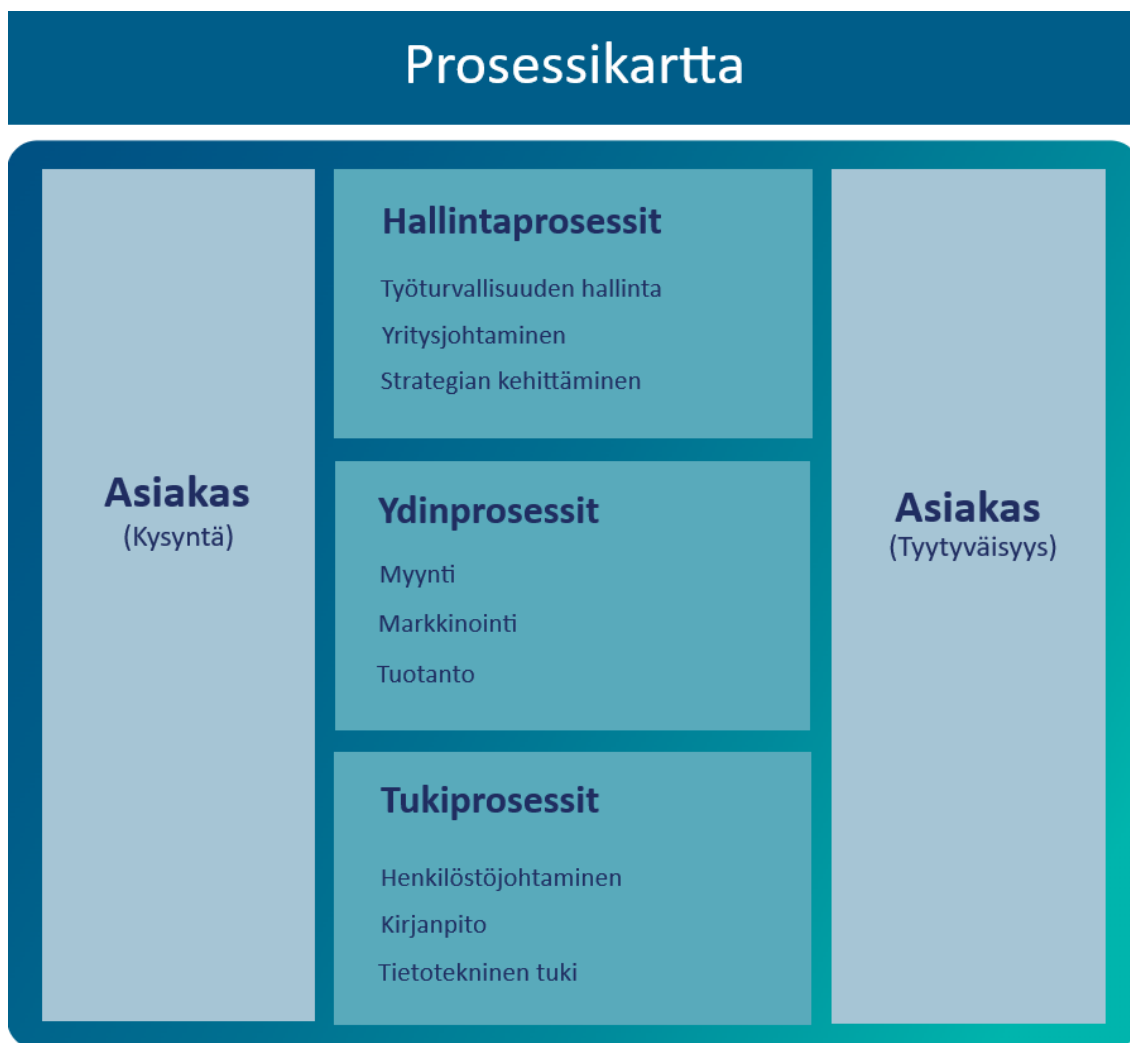 Prosessikartta
Asiakas
(Kysyntä)
Hallintaprosessit
Työturvallisuuden hallinta
Yritysjohtaminen
Strategian kehittäminen
Ydinprosessit
Myynti
Markkinointi
Tuotanto
Tukiprosessit
Henkilöstöjohtaminen
Kirjanpito
Tietotekninen tuki
Asiakas
(Tyytyväisyys)